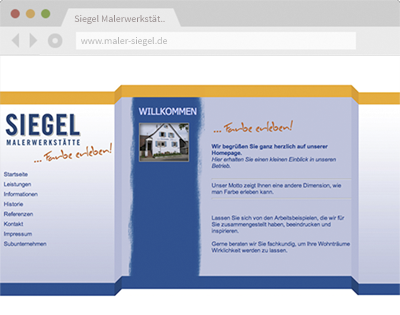 Siegel Malerwerkstät..
www.maler-siegel.de
SIEGEL
MALERWERKSTÄTTE
... Farbe erleben!
Startseite
Leistungen
Informationen
Historie
Referenzen
Kontakt
Impressum
Subunternehmen
WILLKOMMEN
... Farbe erleben!
Wir begrüßen Sie ganz herzlich auf unserer
Homepage.
Hier erhalten Sie einen kleinen Einblick in unseren
Betrieb.
Unser Motto zeigt Ihnen eine andere Dimension, wie
man Farbe erleben kann.
Lassen Sie sich von den Arbeitsbeispielen, die wir für
Sie zusammengestellt haben, beeindrucken und
inspirieren.
Gerne beraten wir Sie fachkundig, um Ihre Wohnträume
Wirklichkeit werden zu lassen.